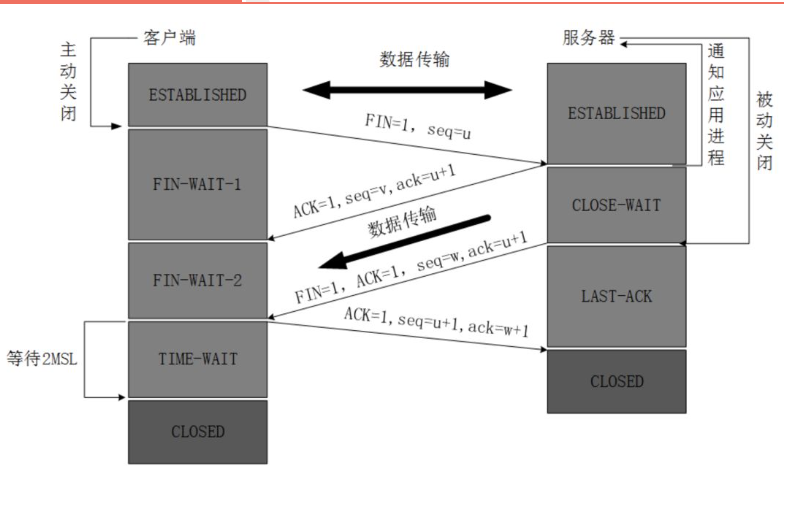 客户端
服务器
主动关闭
数据传输
通知应用进程
被动关闭
ESTABLISHED
ESTABLISHED
FIN=1, seq=u
FIN-WAIT-1
ACK=1,seq=v,ack=u+1
CLOSE-WAIT
数据传输
FIN-WAIT-2
FIN=1, ACK=1, seq=w,ack=u+1
LAST-ACK
ACK=1,seq=u+1,ack=w+1
等待2MSL
TIME-WAIT
CLOSED
CLOSED